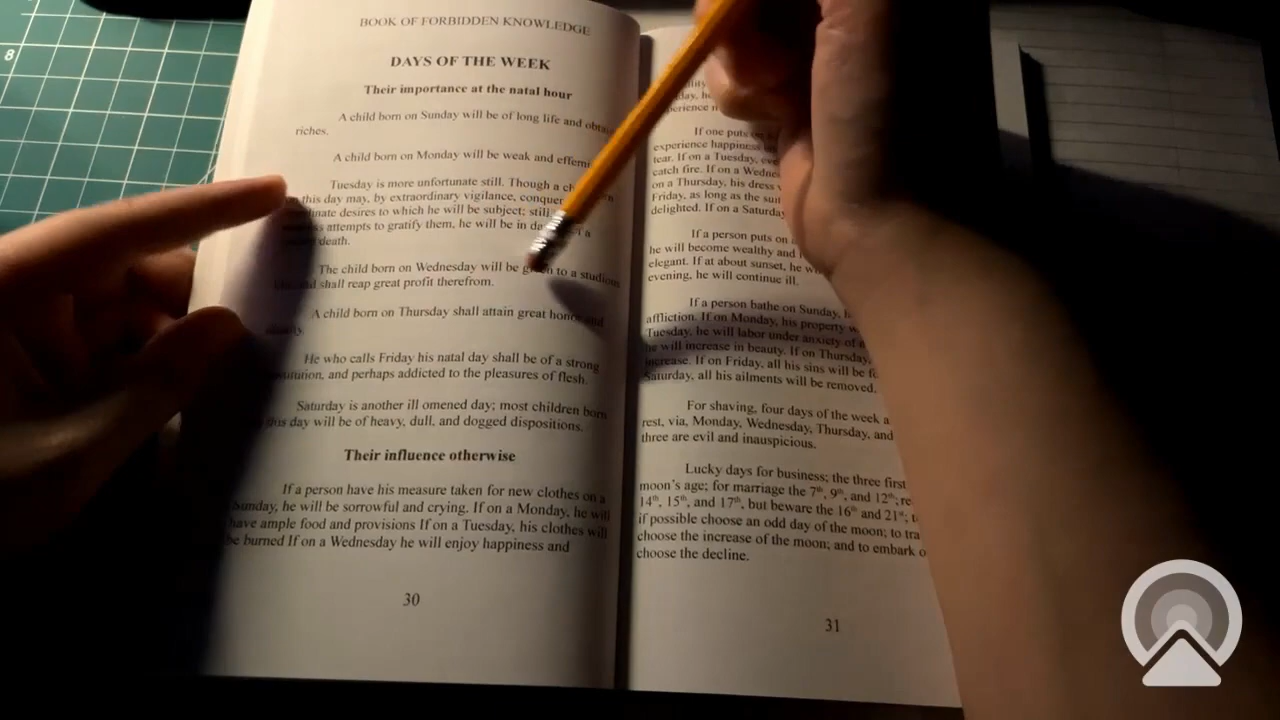 8
BOOK OF FORBIDDEN KNOWLEDGE
DAYS OF THE WEEK
Their importance at the natal hour
A child born on Sunday will be of long life and
riches.
A child born on Monday will be weak and
Tuesday is more unfortunate still. Though a
this day may, by extraordinary vigilance,
desires to which he will be subject; still,
attempts to gratify them, he will be in
death.
The child born on Wednesday will be to a studious
and shall reap great profit therefrom.
A child born on Thursday shall attain great
He who calls Friday his natal day shall be of a strong
and perhaps addicted to the pleasures of flesh.
Saturday is another ill omened day; most children born
this day will be of heavy, dull, and dogged dispositions.
Their influence otherwise
If a person have his measure taken for new clothes on a
Sunday, he will be sorrowful and crying. If on a Monday, he will
have ample food and provisions If on a Tuesday, his clothes will
be burned If on a Wednesday he will enjoy happiness and
30
If one puts on
experience happiness
tear. If on a Tuesday,
catch fire. If on a
on a Thursday, his dress
Friday, as long as the
delighted. If on a Saturday
If a person puts on
he will become wealthy and
elegant. If at about sunset, he
evening, he will continue ill.
If a person bathe on Sunday,
affliction. If on Monday, his property
Tuesday, he will labor under anxiety of
he will increase in beauty. If on Thursday,
increase. If on Friday, all his sins will be
Saturday, all his ailments will be removed.
For shaving, four days of the week
rest, via, Monday, Wednesday, Thursday, and
three are evil and inauspicious.
Lucky days for business; the three first
moon's age; for marriage the 7th, 9th, and 12th;
14th, 15th, and 17th, but beware the 16th and 21st;
if possible choose an odd day of the moon; to
choose the increase of the moon; and to embark
choose the decline.
31